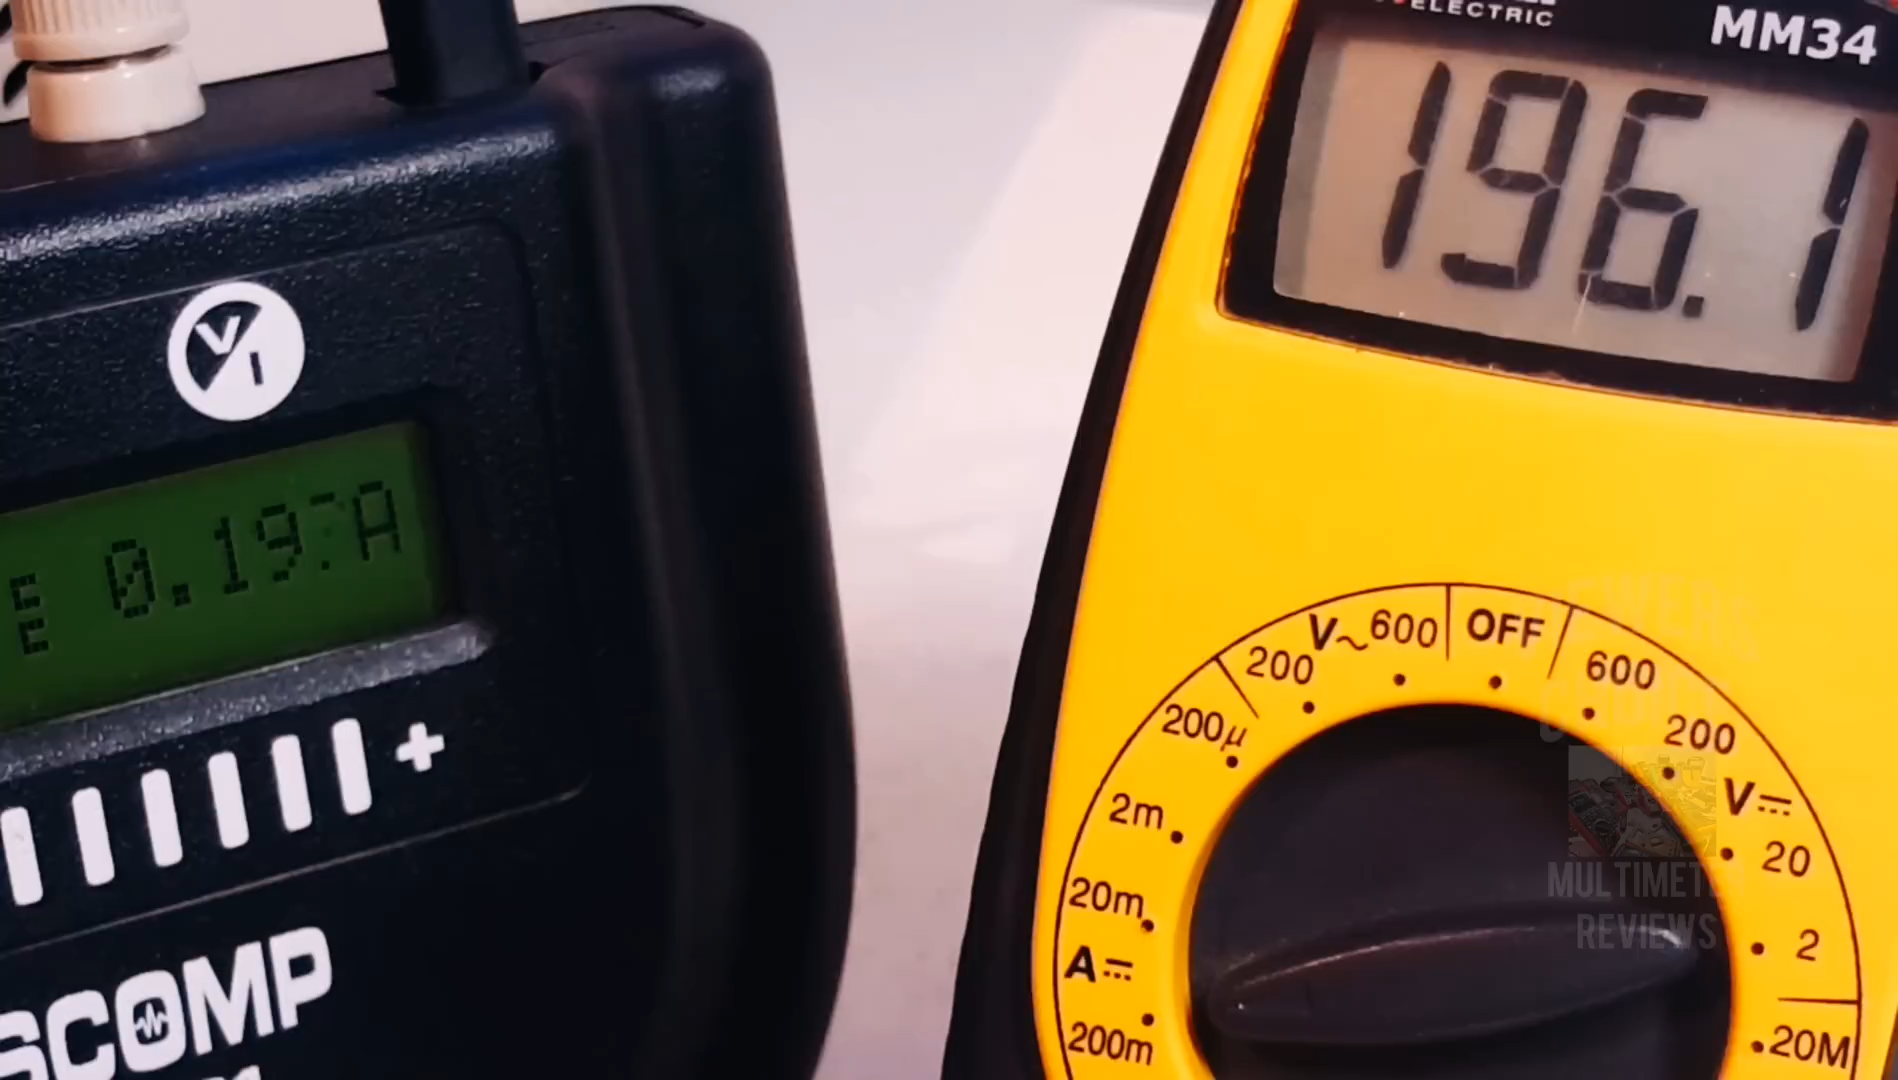 V
I
0.19 A
+
SCOMP
ELECTRIC
MM34
196.1
OFF
V~ 600
200
200µ
2m
20m
A⎓
200m
600
200
V⎓
20
2
20M
MULTIMETER
REVIEWS